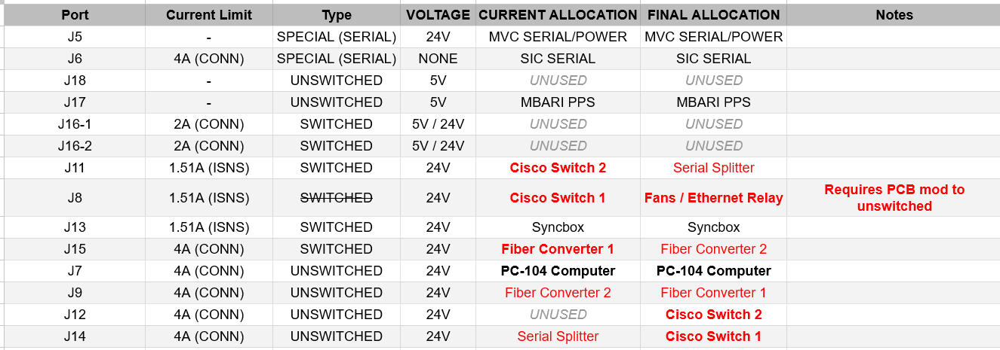 Port Current Limit Type VOLTAGE CURRENT ALLOCATION FINAL ALLOCATION Notes
J5 - SPECIAL (SERIAL) 24V MVC SERIAL/POWER MVC SERIAL/POWER
J6 4A (CONN) SPECIAL (SERIAL) NONE SIC SERIAL SIC SERIAL
J18 - UNSWITCHED 5V UNUSED UNUSED
J17 - UNSWITCHED 5V MBARI PPS MBARI PPS
J16-1 2A (CONN) SWITCHED 5V / 24V UNUSED UNUSED
J16-2 2A (CONN) SWITCHED 5V / 24V UNUSED UNUSED
J11 1.51A (ISNS) SWITCHED 24V Cisco Switch 2 Serial Splitter
J8 1.51A (ISNS) SWITCHED 24V Cisco Switch 1 Fans / Ethernet Relay Requires PCB mod to
unswitched
J13 1.51A (ISNS) SWITCHED 24V Syncbox Syncbox
J15 4A (CONN) SWITCHED 24V Fiber Converter 1 Fiber Converter 2
J7 4A (CONN) UNSWITCHED 24V PC-104 Computer PC-104 Computer
J9 4A (CONN) UNSWITCHED 24V Fiber Converter 2 Fiber Converter 1
J12 4A (CONN) UNSWITCHED 24V UNUSED Cisco Switch 2
J14 4A (CONN) UNSWITCHED 24V Serial Splitter Cisco Switch 1